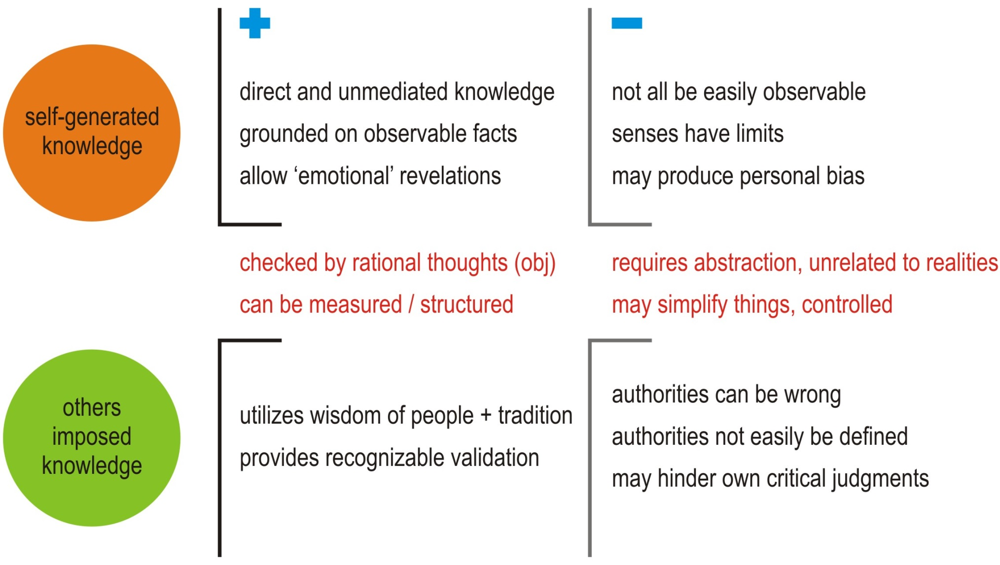 self-generated
knowledge
direct and unmediated knowledge
grounded on observable facts
allow ‘emotional’ revelations
not all be easily observable
senses have limits
may produce personal bias
checked by rational thoughts (obj)
can be measured / structured
requires abstraction, unrelated to realities
may simplify things, controlled
others
imposed
knowledge
utilizes wisdom of people + tradition
provides recognizable validation
authorities can be wrong
authorities not easily be defined
may hinder own critical judgments